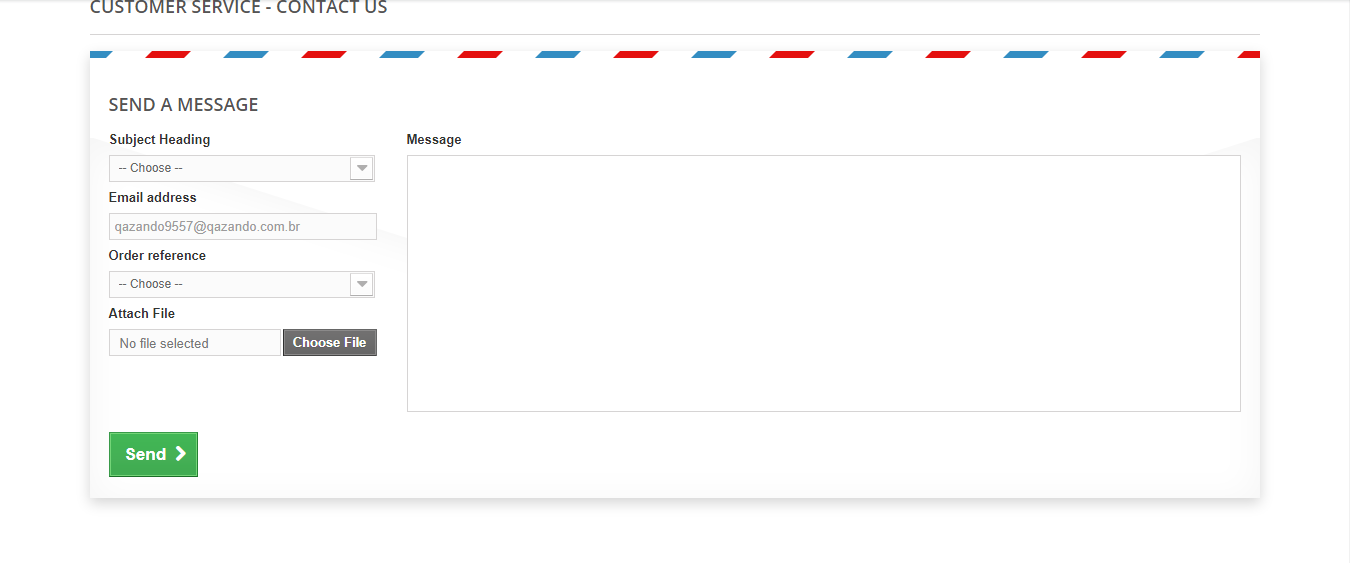 CUSTOMER SERVICE - CONTACT US
SEND A MESSAGE
Subject Heading
-- Choose --
Email address
qazando9557@qazando.com.br
Order reference
-- Choose --
Attach File
No file selected
Choose File
Message
Send